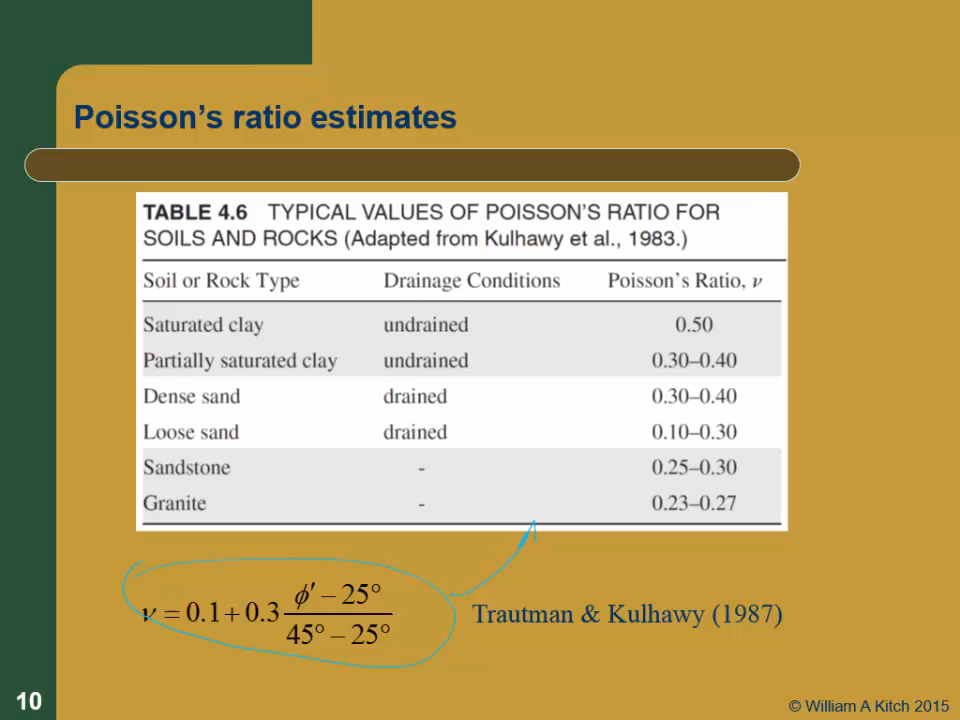 Poisson's ratio estimates
TABLE 4.6 TYPICAL VALUES OF POISSON'S RATIO FOR
SOILS AND ROCKS (Adapted from Kulhawy et al., 1983.)
Soil or Rock Type Drainage Conditions Poisson's Ratio, ν
Saturated clay undrained 0.50
Partially saturated clay undrained 0.30–0.40
Dense sand drained 0.30–0.40
Loose sand drained 0.10–0.30
Sandstone - 0.25–0.30
Granite - 0.23–0.27
ν = 0.1 + 0.3 (ϕ′ – 25°) / (45° – 25°) Trautman & Kulhawy (1987)
10 © William A Kitch 2015